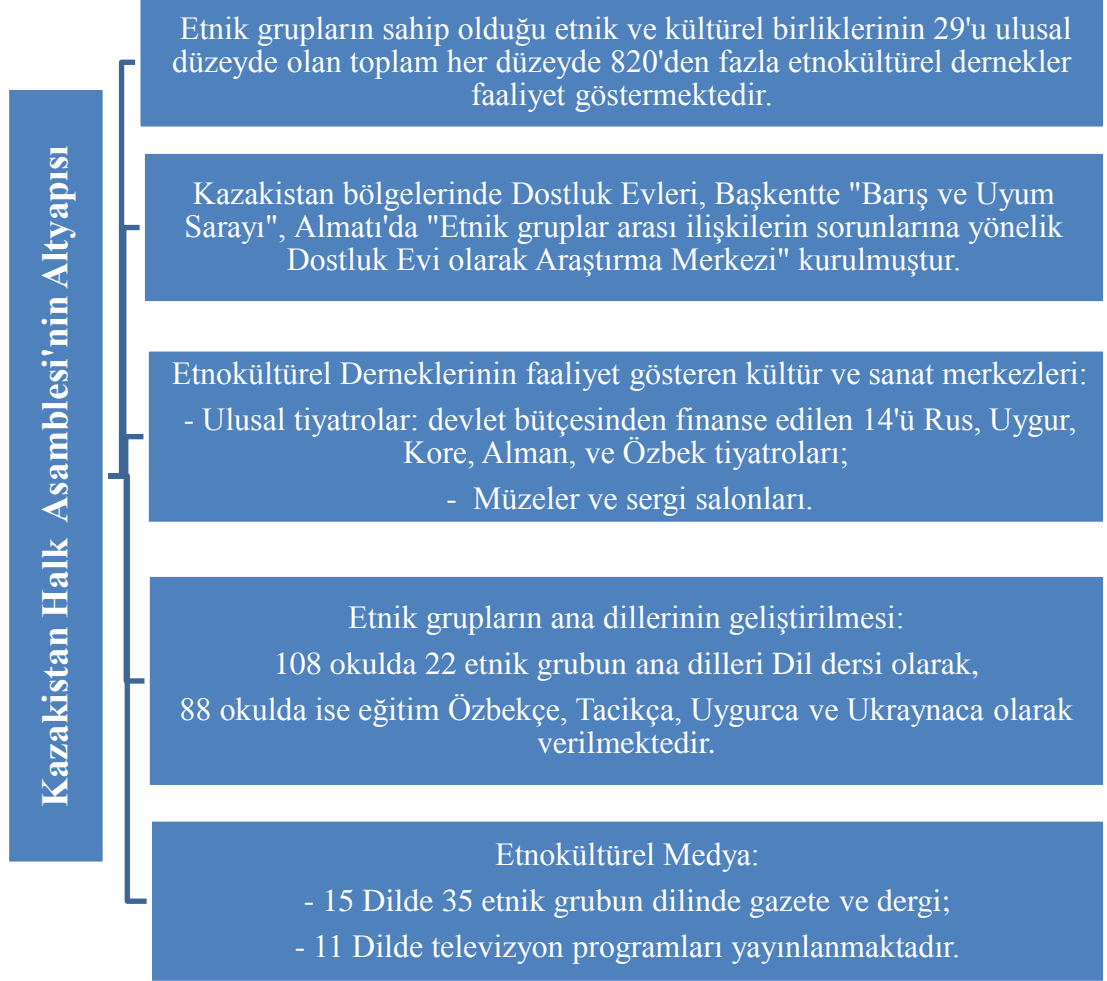 Kazakistan Halk Asamblesi'nin Altyapısı
Etnik grupların sahip olduğu etnik ve kültürel birliklerinin 29'u ulusal
düzeyde olan toplam her düzeyde 820'den fazla etnokültürel dernekler
faaliyet göstermektedir.
Kazakistan bölgelerinde Dostluk Evleri, Başkentte "Barış ve Uyum
Sarayı", Almatı'da "Etnik gruplar arası ilişkilerin sorunlarına yönelik
Dostluk Evi olarak Araştırma Merkezi" kurulmuştur.
Etnokültürel Derneklerinin faaliyet gösteren kültür ve sanat merkezleri:
- Ulusal tiyatrolar: devlet bütçesinden finanse edilen 14'ü Rus, Uygur,
Kore, Alman, ve Özbek tiyatroları;
- Müzeler ve sergi salonları.
Etnik grupların ana dillerinin geliştirilmesi:
108 okulda 22 etnik grubun ana dilleri Dil dersi olarak,
88 okulda ise eğitim Özbekçe, Tacikça, Uygurca ve Ukraynaca olarak
verilmektedir.
Etnokültürel Medya:
- 15 Dilde 35 etnik grubun dilinde gazete ve dergi;
- 11 Dilde televizyon programları yayınlanmaktadır.